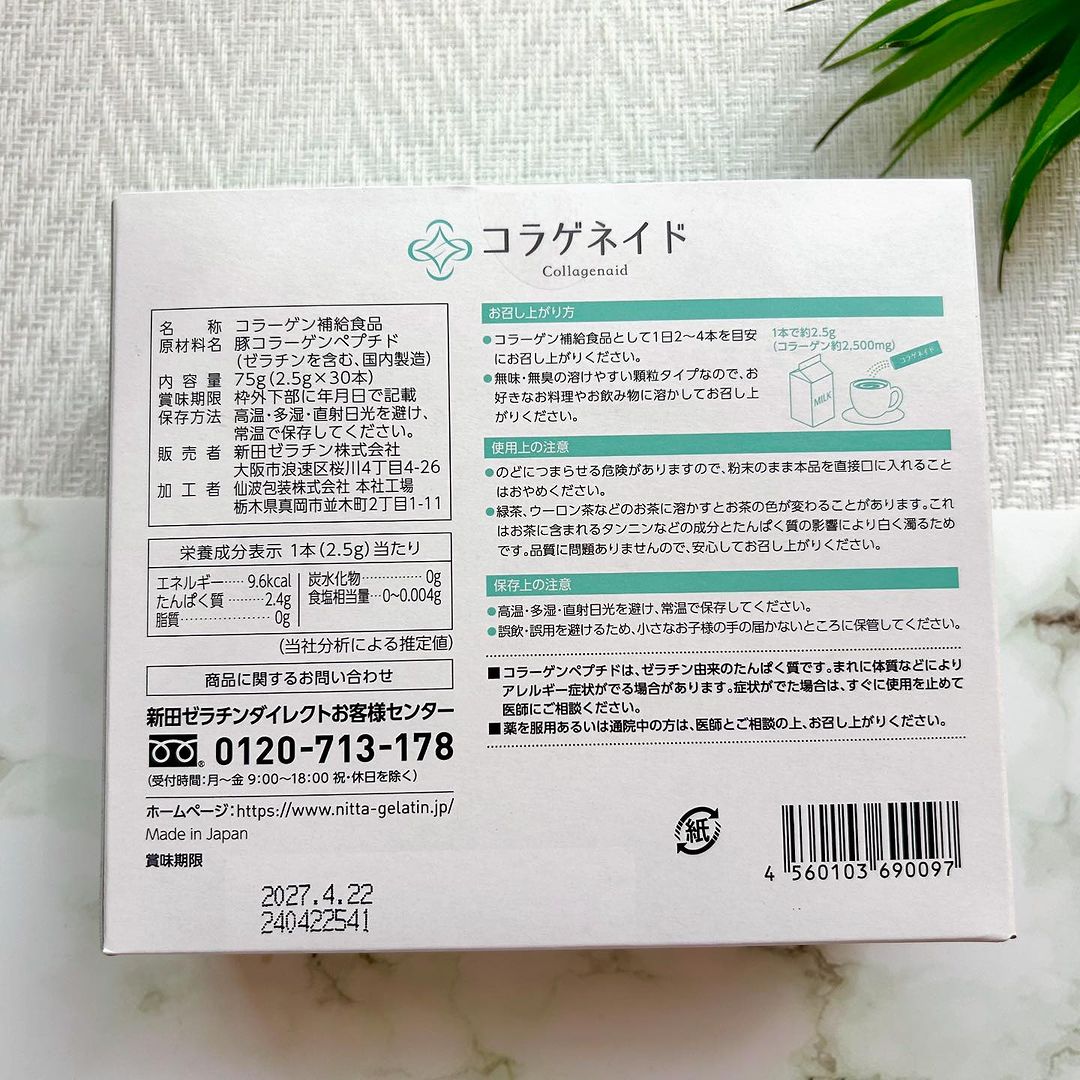 コラゲネイド
Collagenaid
名称 コラーゲン補給食品
原材料名 豚コラーゲンペプチド
(ゼラチンを含む、国内製造)
内容量 75g(2.5g×30本)
賞味期限 枠外下部に年月日で記載
保存方法 高温・多湿・直射日光を避け、
常温で保存してください。
販売者 新田ゼラチン株式会社
大阪市浪速区桜川4丁目4-26
加工者 仙波包装株式会社 本社工場
栃木県真岡市並木町2丁目1-11
栄養成分表示 1本(2.5g)当たり
エネルギー……9.6kcal
たんぱく質………2.4g
脂質…………………0g
炭水化物……………0g
食塩相当量…0~0.004g
(当社分析による推定値)
商品に関するお問い合わせ
新田ゼラチンダイレクトお客様センター
0120-713-178
(受付時間:月~金 9:00~18:00 祝・休日を除く)
ホームページ:https://www.nitta-gelatin.jp/
Made in Japan
賞味期限
2027.4.22
240422541
お召し上がり方
●コラーゲン補給食品として1日2~4本を目安
にお召し上がりください。
●無味・無臭の溶けやすい顆粒タイプなので、お
好きなお料理やお飲み物に溶かしてお召し上
がりください。
1本で約2.5g
(コラーゲン約2,500mg)
コラゲネイド
MILK
使用上の注意
●のどにつまらせる危険がありますので、粉末のまま本品を直接口に入れること
はおやめください。
●緑茶、ウーロン茶などのお茶に溶かすとお茶の色が変わることがあります。これ
はお茶に含まれるタンニンなどの成分とたんぱく質の影響により白く濁るため
です。品質に問題ありませんので、安心してお召し上がりください。
保存上の注意
●高温・多湿・直射日光を避け、常温で保存してください。
●誤飲・誤用を避けるため、小さなお子様の手の届かないところに保管してください。
■コラーゲンペプチドは、ゼラチン由来のたんぱく質です。まれに体質などにより
アレルギー症状がでる場合があります。症状がでた場合は、すぐに使用を止めて
医師にご相談ください。
■薬を服用あるいは通院中の方は、医師とご相談の上、お召し上がりください。
紙
4 560103 690097